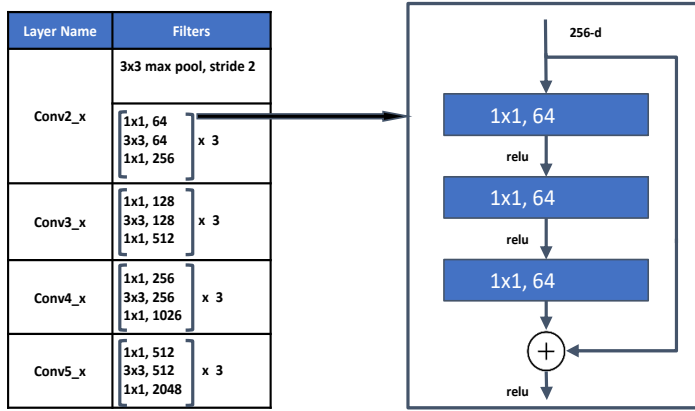 Layer Name Filters
3x3 max pool, stride 2
Conv2_x
1x1, 64
3x3, 64 x 3
1x1, 256
1x1, 128
Conv3_x 3x3, 128 x 3
1x1, 512
1x1, 256
Conv4_x 3x3, 256 x 3
1x1, 1026
1x1, 512
Conv5_x 3x3, 512 x 3
1x1, 2048
256-d
1x1, 64
relu
1x1, 64
relu
1x1, 64
+
relu